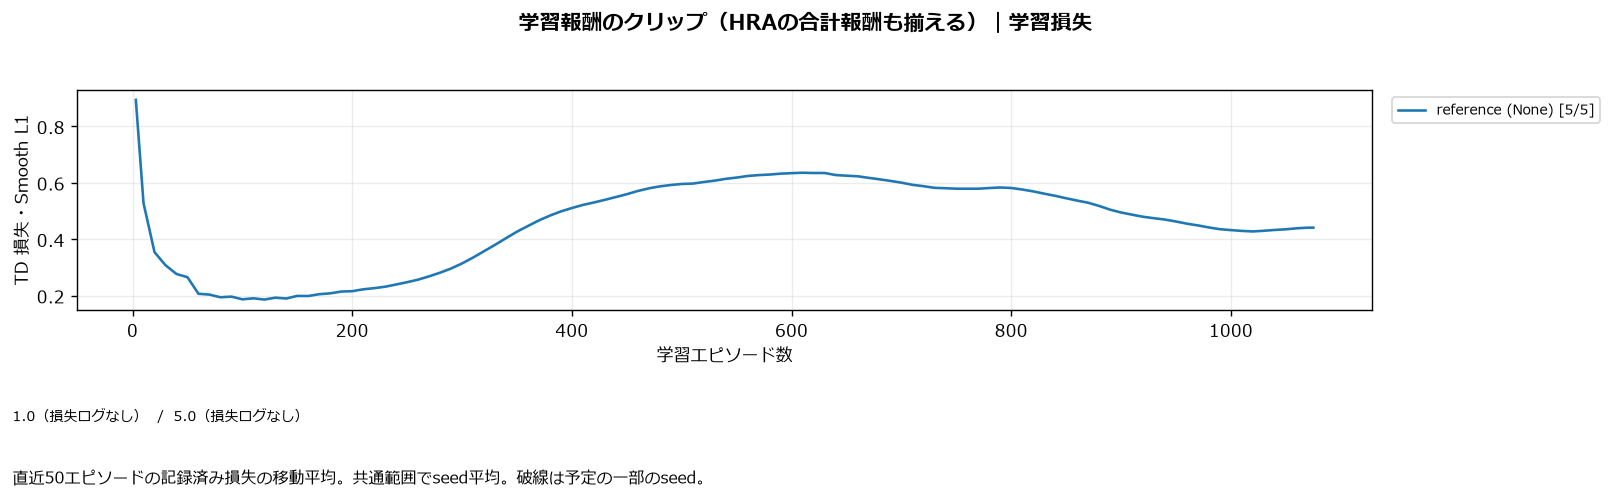 学習報酬のクリップ（HRAの合計報酬も揃える）｜学習損失
reference (None) [5/5]
TD 損失・Smooth L1
0.8
0.6
0.4
0.2
0 200 400 600 800 1000
学習エピソード数
1.0（損失ログなし） / 5.0（損失ログなし）
直近50エピソードの記録済み損失の移動平均。共通範囲でseed平均。破線は予定の一部のseed。